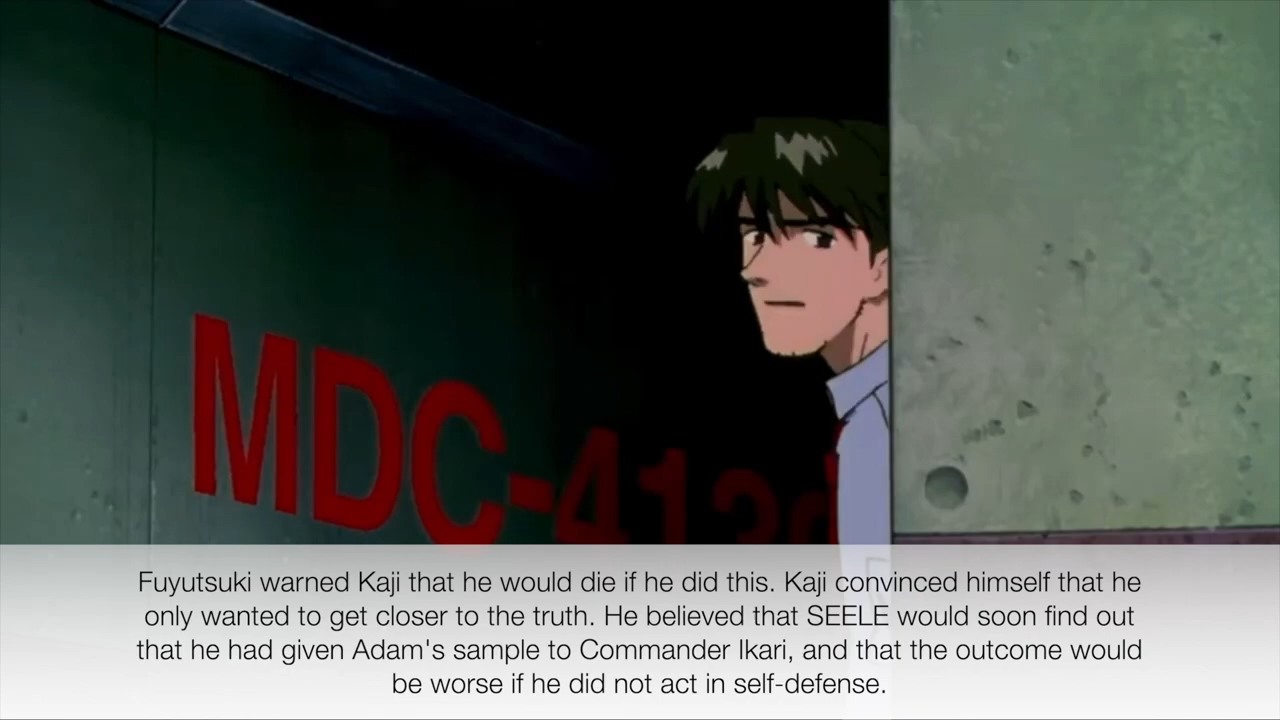 MDC-413d
Fuyutsuki warned Kaji that he would die if he did this. Kaji convinced himself that he
only wanted to get closer to the truth. He believed that SEELE would soon find out
that he had given Adam's sample to Commander Ikari, and that the outcome would
be worse if he did not act in self-defense.